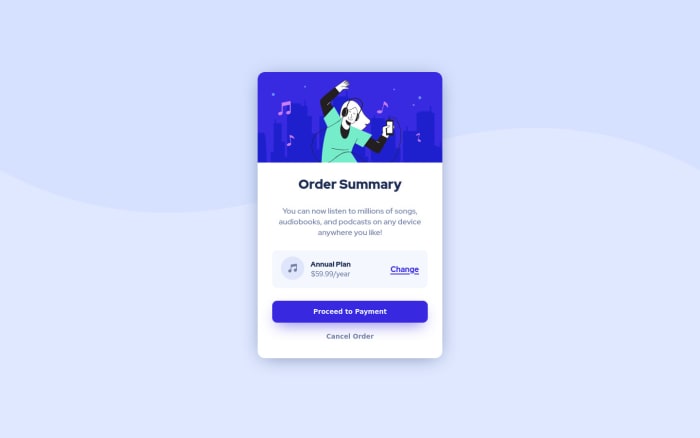 Order Summary
You can now listen to millions of songs,
audiobooks, and podcasts on any device
anywhere you like!
Annual Plan
$59.99/year
Change
Proceed to Payment
Cancel Order